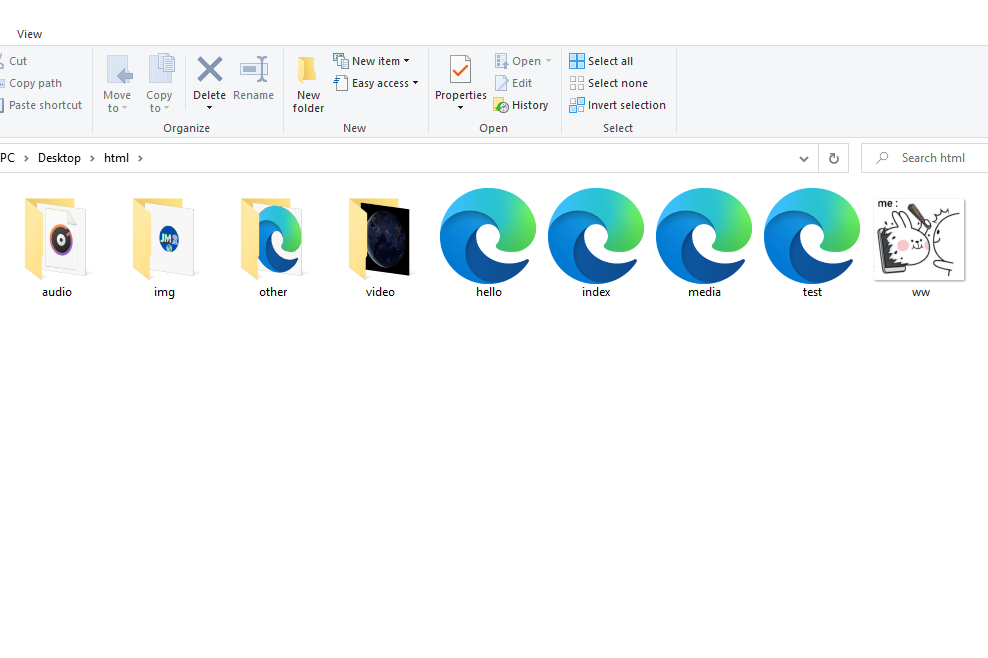 View
Cut
Copy path
Paste shortcut
Move to
Copy to
Delete
Rename
Organize
New folder
New item
Easy access
New
Properties
Open
Edit
History
Open
Select all
Select none
Invert selection
Select
PC > Desktop > html >
Search html
JM2
me :
audio
img
other
video
hello
index
media
test
ww